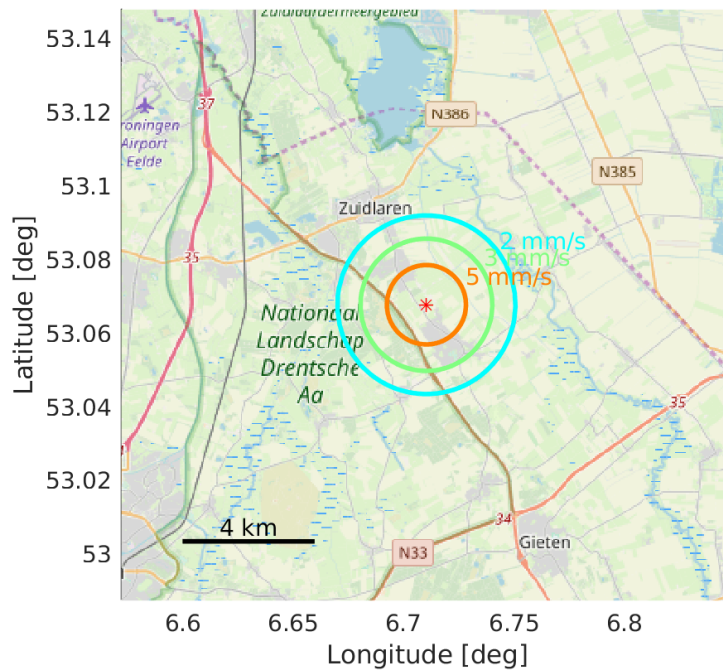 Zuidlaardermeergebied
53.14
53.12
53.1
53.08
53.06
53.04
53.02
53
Latitude [deg]
37
N386
roningen
Airport
Eelde
N385
Zuidlaren
35
2 mm/s
3 mm/s
5 mm/s
Nationaal
Landschap
Drentsche
Aa
35
4 km
34
Gieten
N33
6.6
6.65
6.7
6.75
6.8
Longitude [deg]